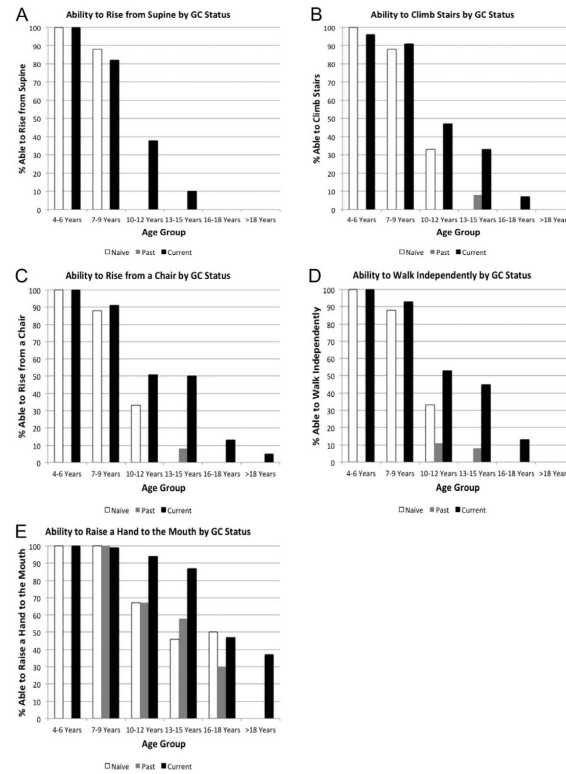 A
Ability to Rise from Supine by GC Status
% Able to Rise from Supine
100
90
80
70
60
50
40
30
20
10
0
4-6 Years 7-9 Years 10-12 Years 13-15 Years 16-18 Years >18 Years
Age Group
Naive Past Current
B
Ability to Climb Stairs by GC Status
% Able to Climb Stairs
100
90
80
70
60
50
40
30
20
10
0
4-6 Years 7-9 Years 10-12 Years 13-15 Years 16-18 Years >18 Years
Age Group
Naive Past Current
C
Ability to Rise from a Chair by GC Status
% Able to Rise from a Chair
100
90
80
70
60
50
40
30
20
10
0
4-6 Years 7-9 Years 10-12 Years 13-15 Years 16-18 Years >18 Years
Age Group
Naïve Past Current
D
Ability to Walk Independently by GC Status
% Able to Walk Independently
100
90
80
70
60
50
40
30
20
10
0
4-6 Years 7-9 Years 10-12 Years 13-15 Years 16-18 Years >18 Years
Age Group
Naïve Past Current
E
Ability to Raise a Hand to the Mouth by GC Status
% Able to Raise a Hand to the Mouth
100
90
80
70
60
50
40
30
20
10
0
4-6 Years 7-9 Years 10-12 Years 13-15 Years 16-18 Years >18 Years
Age Group
Naïve Past Current